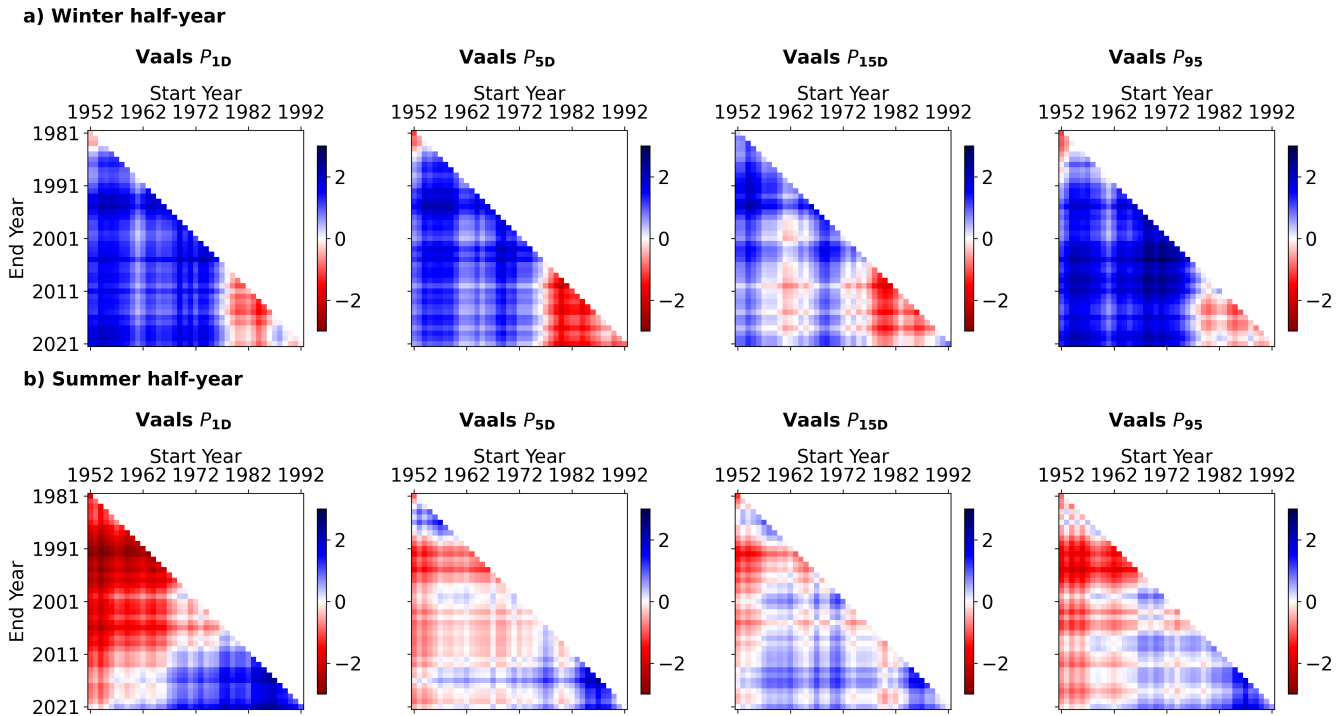 a) Winter half-year
Vaals P1D
Vaals P5D
Vaals P15D
Vaals P95
Start Year
Start Year
Start Year
Start Year
1952 1962 1972 1982 1992
1952 1962 1972 1982 1992
1952 1962 1972 1982 1992
1952 1962 1972 1982 1992
End Year
1981
1991
2001
2011
2021
2
0
−2
2
0
−2
2
0
−2
2
0
−2
b) Summer half-year
Vaals P1D
Vaals P5D
Vaals P15D
Vaals P95
Start Year
Start Year
Start Year
Start Year
1952 1962 1972 1982 1992
1952 1962 1972 1982 1992
1952 1962 1972 1982 1992
1952 1962 1972 1982 1992
End Year
1981
1991
2001
2011
2021
2
0
−2
2
0
−2
2
0
−2
2
0
−2